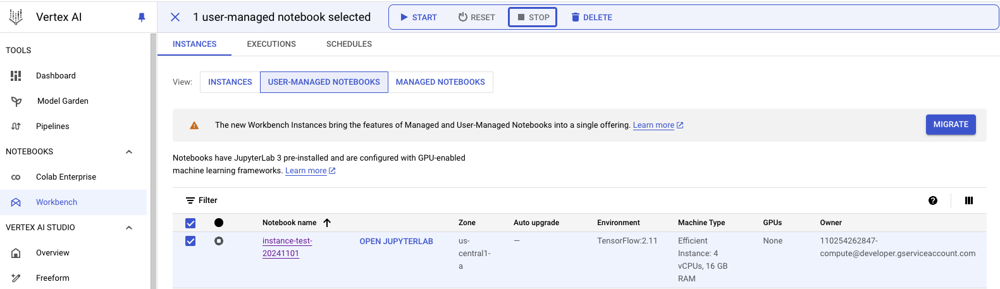 Vertex AI
1 user-managed notebook selected
START
RESET
STOP
DELETE
TOOLS
Dashboard
Model Garden
Pipelines
NOTEBOOKS
Colab Enterprise
Workbench
VERTEX AI STUDIO
Overview
Freeform
INSTANCES
EXECUTIONS
SCHEDULES
View:
INSTANCES
USER-MANAGED NOTEBOOKS
MANAGED NOTEBOOKS
The new Workbench Instances bring the features of Managed and User-Managed Notebooks into a single offering. Learn more
MIGRATE
Notebooks have JupyterLab 3 pre-installed and are configured with GPU-enabled
machine learning frameworks. Learn more
Filter
Notebook name
Zone
Auto upgrade
Environment
Machine Type
GPUs
Owner
instance-test-
20241101
OPEN JUPYTERLAB
us-
central1-
a
—
TensorFlow:2.11
Efficient
Instance: 4
vCPUs, 16 GB
RAM
None
110254262847-
compute@developer.gserviceaccount.com